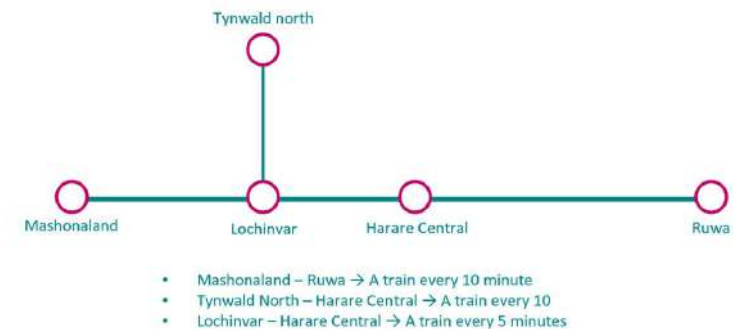 Tynwald north
Mashonaland
Lochinvar
Harare Central
Ruwa
• Mashonaland – Ruwa → A train every 10 minute
• Tynwald North – Harare Central → A train every 10
• Lochinvar – Harare Central → A train every 5 minutes